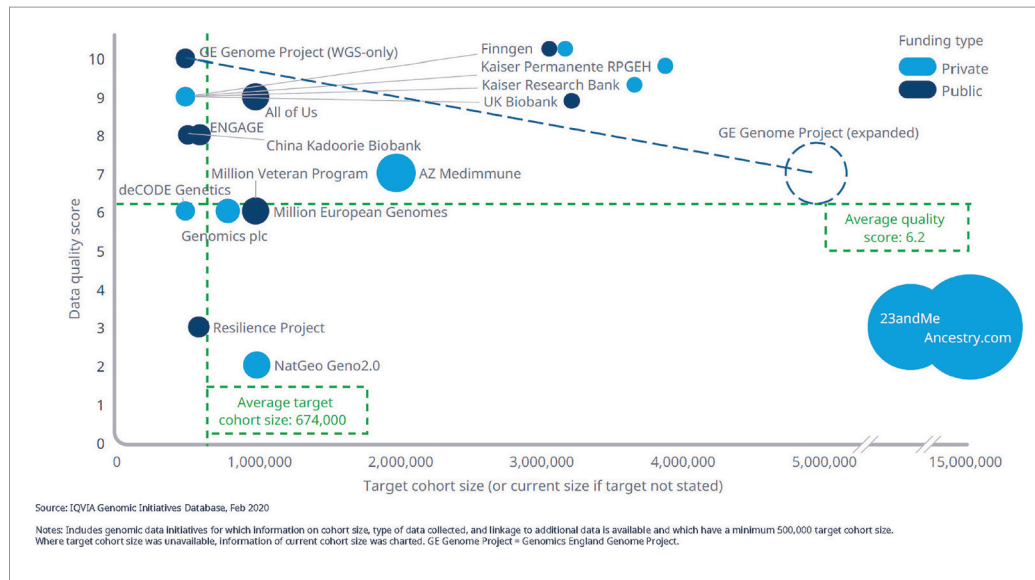 10
9
8
7
6
5
4
3
2
1
0
Data quality score
GE Genome Project (WGS-only)
Finngen
Kaiser Permanente RPGEH
Kaiser Research Bank
UK Biobank
All of Us
ENGAGE
China Kadoorie Biobank
Million Veteran Program
AZ Medimmune
deCODE Genetics
Million European Genomes
Genomics plc
Resilience Project
NatGeo Geno2.0
Average target
cohort size: 674,000
Funding type
Private
Public
GE Genome Project (expanded)
Average quality
score: 6.2
23andMe
Ancestry.com
0
1,000,000
2,000,000
3,000,000
4,000,000
5,000,000
15,000,000
Target cohort size (or current size if target not stated)
Source: IQVIA Genomic Initiatives Database, Feb 2020
Notes: Includes genomic data initiatives for which information on cohort size, type of data collected, and linkage to additional data is available and which have a minimum 500,000 target cohort size.
Where target cohort size was unavailable, information of current cohort size was charted. GE Genome Project = Genomics England Genome Project.